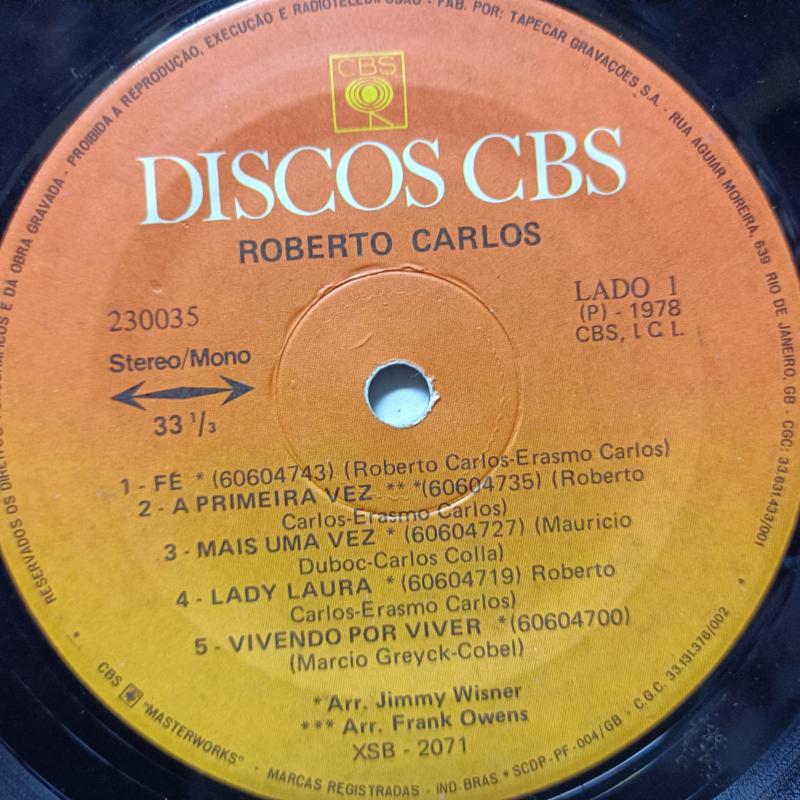 PROIBIDA A REPRODUÇÃO, EXECUÇÃO E RADIOTELEDIFUSÃO - FAB. POR: TAPECAR GRAVAÇÕES S.A. - RUA AGUIAR MOREIRA, 639 RIO DE JANEIRO, GB - CGC: 33.631.433/001
CBS
DISCOS CBS
ROBERTO CARLOS
230035
LADO 1
(P) - 1978
CBS, I. C. I.
Stereo/Mono
33 1/3
1 - FÉ * (60604743) (Roberto Carlos-Erasmo Carlos)
2 - A PRIMEIRA VEZ ** *(60604735) (Roberto
Carlos-Erasmo Carlos)
3 - MAIS UMA VEZ * (60604727) (Mauricio
Duboc-Carlos Colla)
4 - LADY LAURA * (60604719) Roberto
Carlos-Erasmo Carlos)
5 - VIVENDO POR VIVER *(60604700)
(Marcio Greyck-Cobel)
*Arr. Jimmy Wisner
*** Arr. Frank Owens
XSB - 2071
RESERVADOS OS DIREITOS E DA OBRA GRAVADA -
CBS "MASTERWORKS" - MARCAS REGISTRADAS - IND. BRAS. * SCDP-PF-004/GB - C.G.C. 33.131.376/002